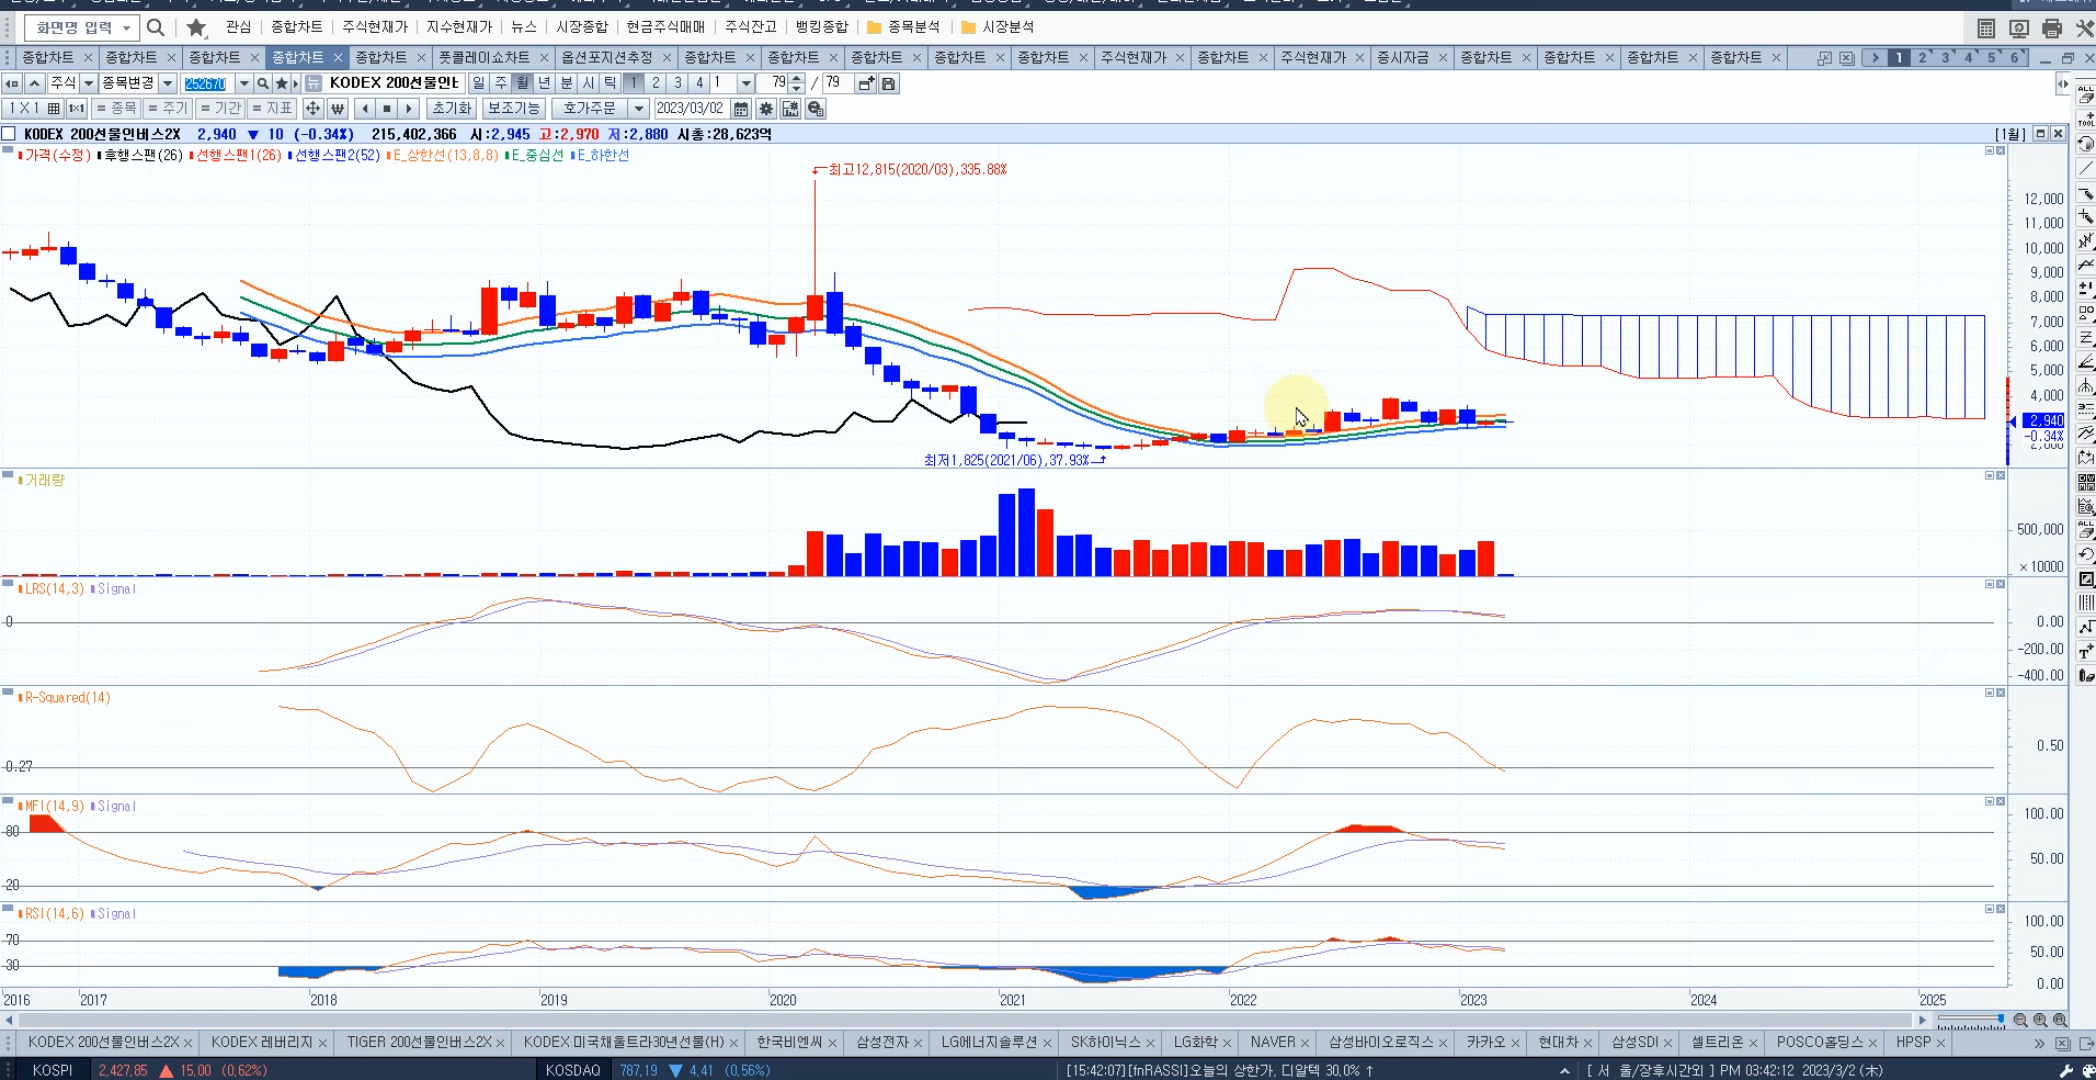 화면명 입력 관심 종합차트 주식현재가 지수현재가 뉴스 시장종합 현금주식매매 주식잔고 뱅킹종합 종목분석 시장분석
종합차트 종합차트 종합차트 종합차트 종합차트 풋콜레이쇼차트 옵션포지션추정 종합차트 종합차트 종합차트 종합차트 종합차트 주식현재가 종합차트 주식현재가 증시자금 종합차트 종합차트 종합차트 종합차트 1 2 3 4 5 6
주식 종목변경 252670 뉴 KODEX 200선물인 일 주 월 년 분 시 틱 1 2 3 4 1 79 / 79
1X1 = 종목 = 주기 = 기간 = 지표 ₩ 초기화 보조기능 호가주문 2023/03/02
KODEX 200선물인버스2X 2,940 ▼ 10 (-0.34%) 215,402,366 시:2,945 고:2,970 저:2,880 시총:28,623억 [1월]
가격(수정) 후행스팬(26) 선행스팬1(26) 선행스팬2(52) E_상한선(13,8,8) E_중심선 E_하한선
최고12,815(2020/03),335.88%
12,000
11,000
10,000
9,000
8,000
7,000
6,000
5,000
4,000
2,940
-0.34%
2,000
최저1,825(2021/06),37.93%
거래량
500,000
×10000
LRS(14,3) Signal
0 0.00
-200.00
-400.00
R-Squared(14)
0.50
0.27
MFI(14,9) Signal
100.00
80
50.00
20
RSI(14,6) Signal
100.00
70
50.00
30
0.00
2016 2017 2018 2019 2020 2021 2022 2023 2024 2025
KODEX 200선물인버스2X KODEX 레버리지 TIGER 200선물인버스2X KODEX 미국채울트라30년선물(H) 한국비엔씨 삼성전자 LG에너지솔루션 SK하이닉스 LG화학 NAVER 삼성바이오로직스 카카오 현대차 삼성SDI 셀트리온 POSCO홀딩스 HPSP
KOSPI 2,427.85 ▲ 15.00 (0.62%) KOSDAQ 787.19 ▼ 4.41 (0.56%) [15:42:07][fnRASSI]오늘의 상한가, 디알텍 30.0% ↑ [ 서 울/장후시간외 ] PM 03:42:12 2023/3/2 (木)